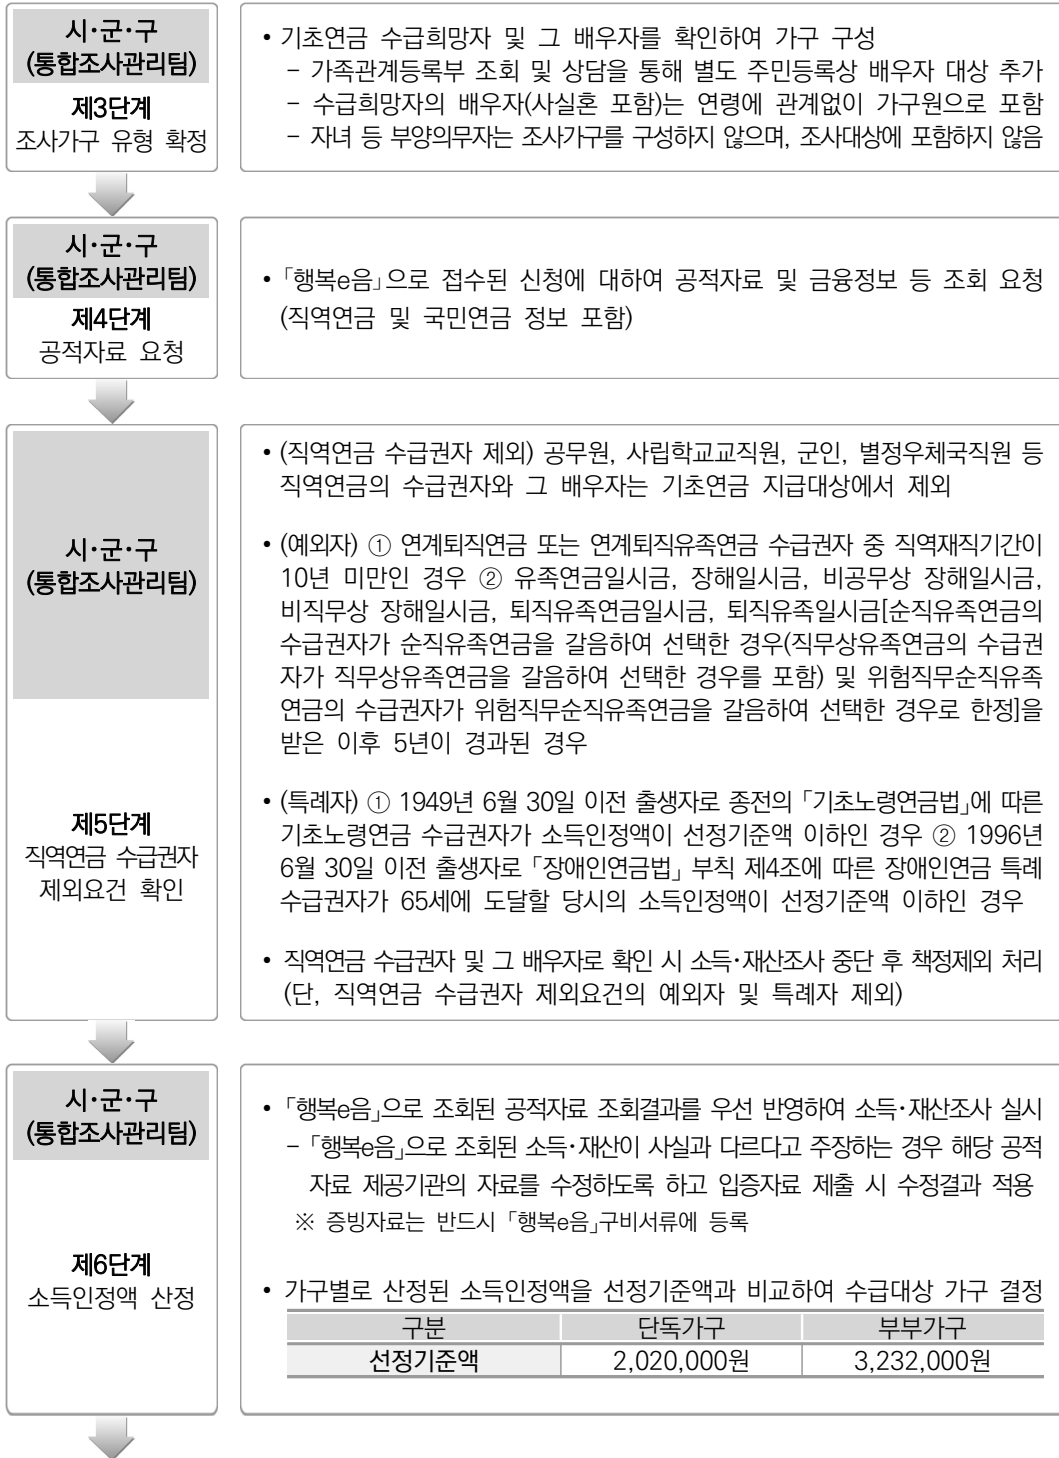 시·군·구
(통합조사관리팀)
제3단계
조사가구 유형 확정
• 기초연금 수급희망자 및 그 배우자를 확인하여 가구 구성
– 가족관계등록부 조회 및 상담을 통해 별도 주민등록상 배우자 대상 추가
– 수급희망자의 배우자(사실혼 포함)는 연령에 관계없이 가구원으로 포함
– 자녀 등 부양의무자는 조사가구를 구성하지 않으며, 조사대상에 포함하지 않음
시·군·구
(통합조사관리팀)
제4단계
공적자료 요청
• 「행복e음」으로 접수된 신청에 대하여 공적자료 및 금융정보 등 조회 요청
(직역연금 및 국민연금 정보 포함)
시·군·구
(통합조사관리팀)
제5단계
직역연금 수급권자
제외요건 확인
• (직역연금 수급권자 제외) 공무원, 사립학교교직원, 군인, 별정우체국직원 등
직역연금의 수급권자와 그 배우자는 기초연금 지급대상에서 제외
• (예외자) ① 연계퇴직연금 또는 연계퇴직유족연금 수급권자 중 직역재직기간이
10년 미만인 경우 ② 유족연금일시금, 장해일시금, 비공무상 장해일시금,
비직무상 장해일시금, 퇴직유족연금일시금, 퇴직유족일시금[순직유족연금의
수급권자가 순직유족연금을 갈음하여 선택한 경우(직무상유족연금의 수급권
자가 직무상유족연금을 갈음하여 선택한 경우를 포함) 및 위험직무순직유족
연금의 수급권자가 위험직무순직유족연금을 갈음하여 선택한 경우로 한정]을
받은 이후 5년이 경과된 경우
• (특례자) ① 1949년 6월 30일 이전 출생자로 종전의 「기초노령연금법」에 따른
기초노령연금 수급권자가 소득인정액이 선정기준액 이하인 경우 ② 1996년
6월 30일 이전 출생자로 「장애인연금법」 부칙 제4조에 따른 장애인연금 특례
수급권자가 65세에 도달할 당시의 소득인정액이 선정기준액 이하인 경우
• 직역연금 수급권자 및 그 배우자로 확인 시 소득·재산조사 중단 후 책정제외 처리
(단, 직역연금 수급권자 제외요건의 예외자 및 특례자 제외)
시·군·구
(통합조사관리팀)
제6단계
소득인정액 산정
• 「행복e음」으로 조회된 공적자료 조회결과를 우선 반영하여 소득·재산조사 실시
– 「행복e음」으로 조회된 소득·재산이 사실과 다르다고 주장하는 경우 해당 공적
자료 제공기관의 자료를 수정하도록 하고 입증자료 제출 시 수정결과 적용
※ 증빙자료는 반드시 「행복e음」구비서류에 등록
• 가구별로 산정된 소득인정액을 선정기준액과 비교하여 수급대상 가구 결정
구분 단독가구 부부가구
선정기준액 2,020,000원 3,232,000원